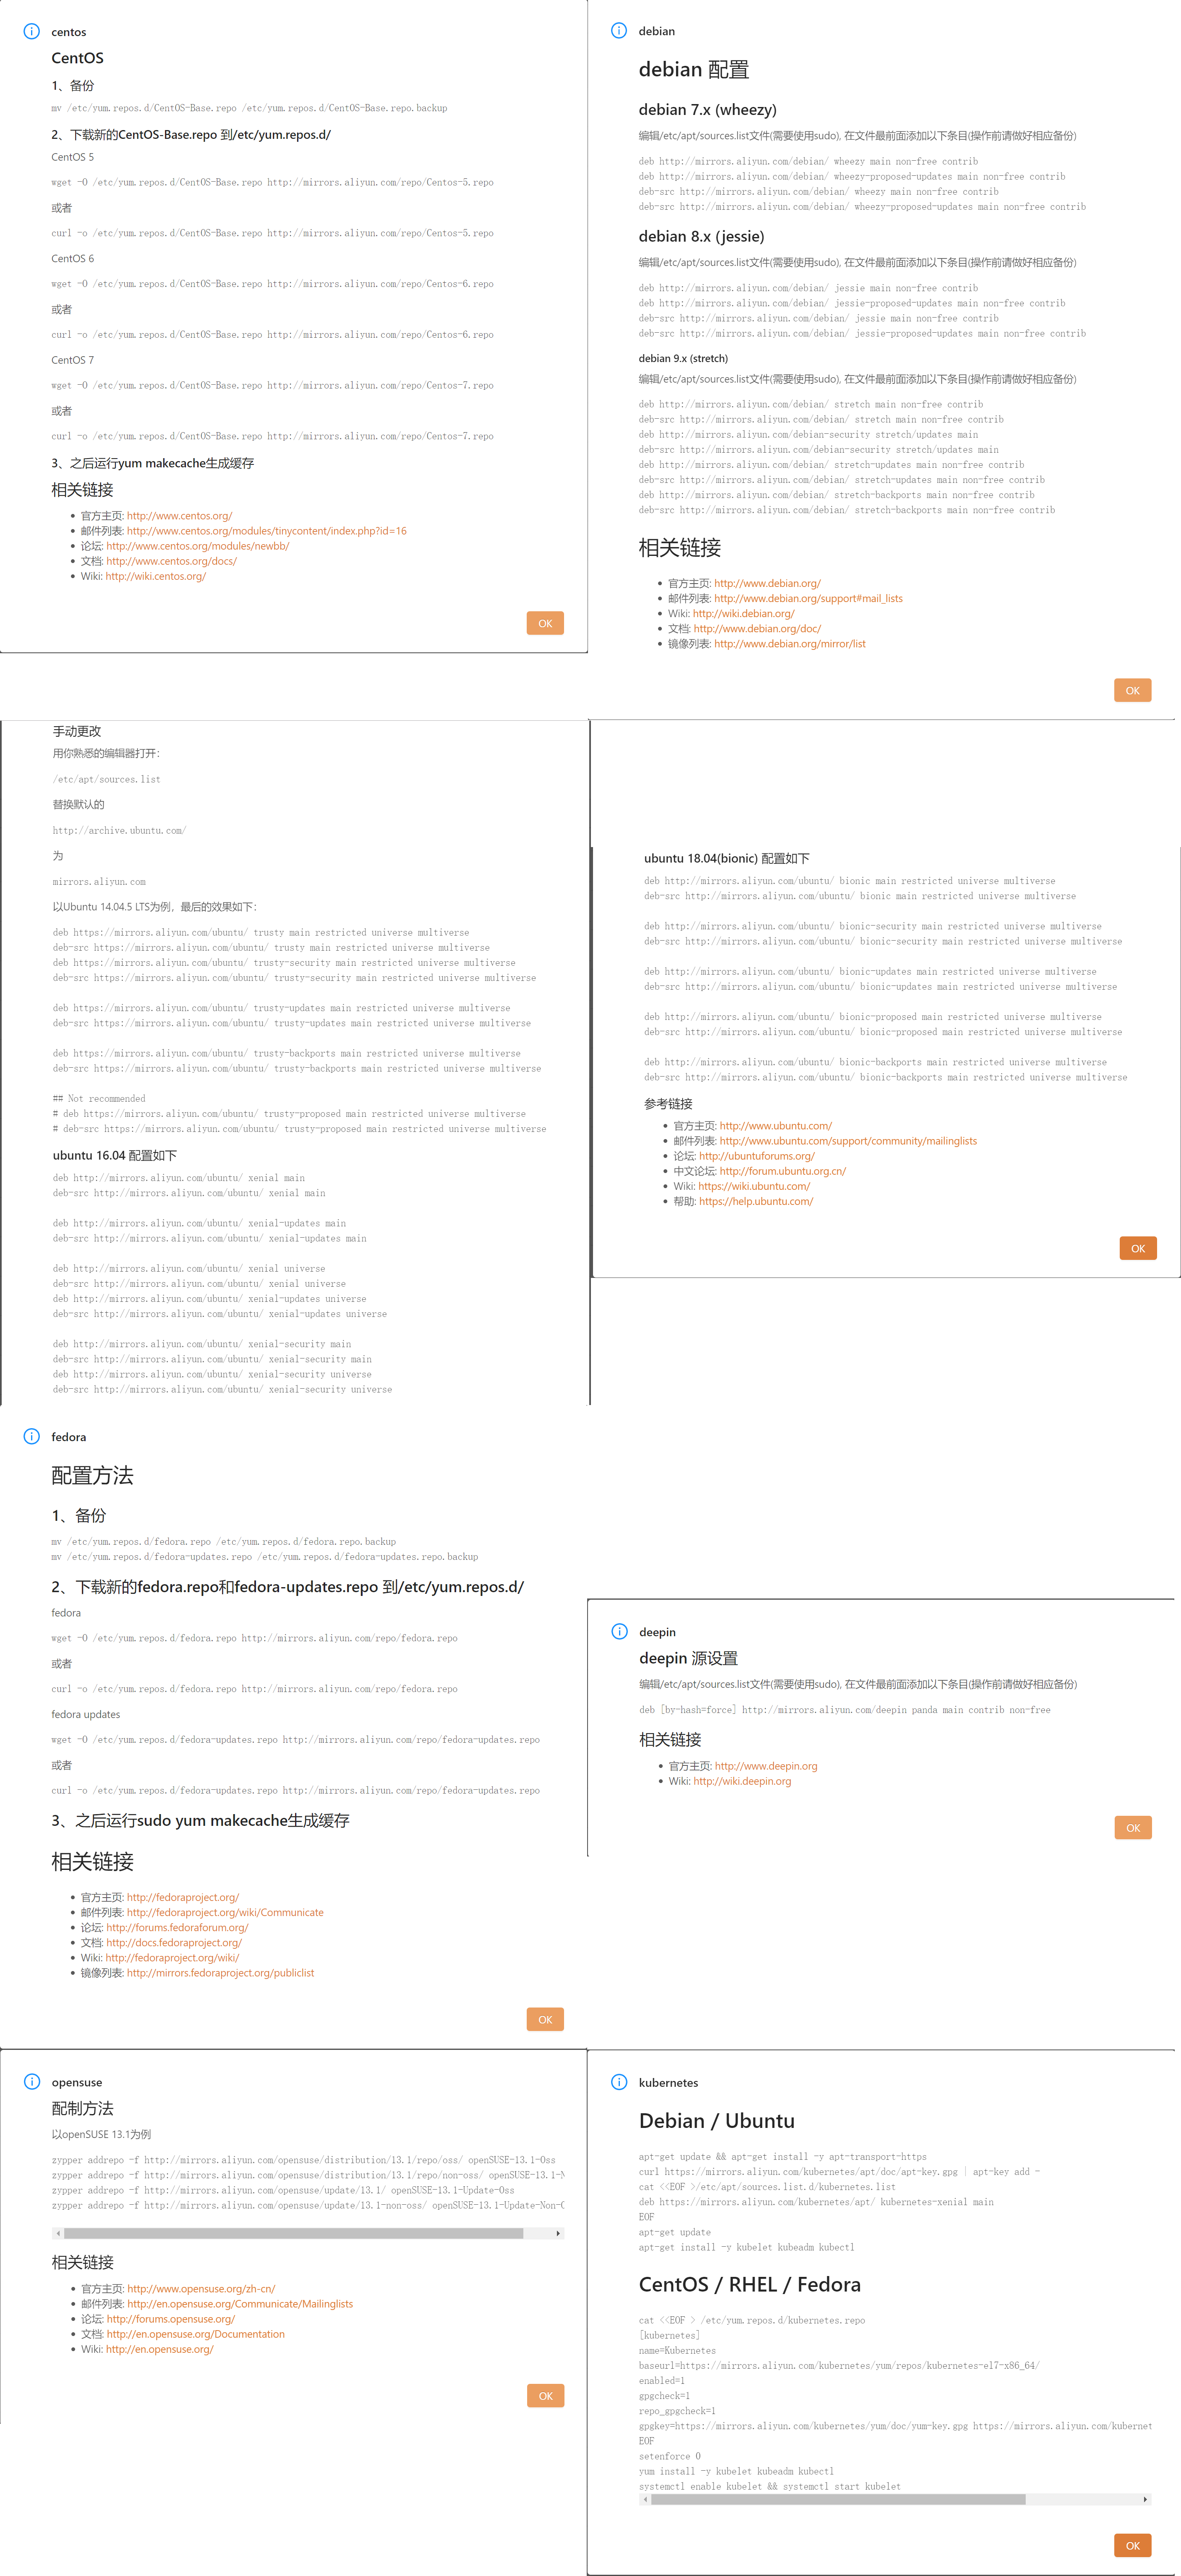 centos
CentOS
1、备份
mv /etc/yum.repos.d/CentOS-Base.repo /etc/yum.repos.d/CentOS-Base.repo.backup
2、下载新的CentOS-Base.repo 到/etc/yum.repos.d/
CentOS 5
wget -O /etc/yum.repos.d/CentOS-Base.repo http://mirrors.aliyun.com/repo/Centos-5.repo
或者
curl -o /etc/yum.repos.d/CentOS-Base.repo http://mirrors.aliyun.com/repo/Centos-5.repo
CentOS 6
wget -O /etc/yum.repos.d/CentOS-Base.repo http://mirrors.aliyun.com/repo/Centos-6.repo
或者
curl -o /etc/yum.repos.d/CentOS-Base.repo http://mirrors.aliyun.com/repo/Centos-6.repo
CentOS 7
wget -O /etc/yum.repos.d/CentOS-Base.repo http://mirrors.aliyun.com/repo/Centos-7.repo
或者
curl -o /etc/yum.repos.d/CentOS-Base.repo http://mirrors.aliyun.com/repo/Centos-7.repo
3、之后运行yum makecache生成缓存
相关链接
• 官方主页: http://www.centos.org/
• 邮件列表: http://www.centos.org/modules/tinycontent/index.php?id=16
• 论坛: http://www.centos.org/modules/newbb/
• 文档: http://www.centos.org/docs/
• Wiki: http://wiki.centos.org/
OK
debian
debian 配置
debian 7.x (wheezy)
编辑/etc/apt/sources.list文件(需要使用sudo), 在文件最前面添加以下条目(操作前请做好相应备份)
deb http://mirrors.aliyun.com/debian/ wheezy main non-free contrib
deb http://mirrors.aliyun.com/debian/ wheezy-proposed-updates main non-free contrib
deb-src http://mirrors.aliyun.com/debian/ wheezy main non-free contrib
deb-src http://mirrors.aliyun.com/debian/ wheezy-proposed-updates main non-free contrib
debian 8.x (jessie)
编辑/etc/apt/sources.list文件(需要使用sudo), 在文件最前面添加以下条目(操作前请做好相应备份)
deb http://mirrors.aliyun.com/debian/ jessie main non-free contrib
deb http://mirrors.aliyun.com/debian/ jessie-proposed-updates main non-free contrib
deb-src http://mirrors.aliyun.com/debian/ jessie main non-free contrib
deb-src http://mirrors.aliyun.com/debian/ jessie-proposed-updates main non-free contrib
debian 9.x (stretch)
编辑/etc/apt/sources.list文件(需要使用sudo), 在文件最前面添加以下条目(操作前请做好相应备份)
deb http://mirrors.aliyun.com/debian/ stretch main non-free contrib
deb-src http://mirrors.aliyun.com/debian/ stretch main non-free contrib
deb http://mirrors.aliyun.com/debian-security stretch/updates main
deb-src http://mirrors.aliyun.com/debian-security stretch/updates main
deb http://mirrors.aliyun.com/debian/ stretch-updates main non-free contrib
deb-src http://mirrors.aliyun.com/debian/ stretch-updates main non-free contrib
deb http://mirrors.aliyun.com/debian/ stretch-backports main non-free contrib
deb-src http://mirrors.aliyun.com/debian/ stretch-backports main non-free contrib
相关链接
• 官方主页: http://www.debian.org/
• 邮件列表: http://www.debian.org/support#mail_lists
• Wiki: http://wiki.debian.org/
• 文档: http://www.debian.org/doc/
• 镜像列表: http://www.debian.org/mirror/list
OK
手动更改
用你熟悉的编辑器打开：
/etc/apt/sources.list
替换默认的
http://archive.ubuntu.com/
为
mirrors.aliyun.com
以Ubuntu 14.04.5 LTS为例，最后的效果如下：
deb https://mirrors.aliyun.com/ubuntu/ trusty main restricted universe multiverse
deb-src https://mirrors.aliyun.com/ubuntu/ trusty main restricted universe multiverse
deb https://mirrors.aliyun.com/ubuntu/ trusty-security main restricted universe multiverse
deb-src https://mirrors.aliyun.com/ubuntu/ trusty-security main restricted universe multiverse
deb https://mirrors.aliyun.com/ubuntu/ trusty-updates main restricted universe multiverse
deb-src https://mirrors.aliyun.com/ubuntu/ trusty-updates main restricted universe multiverse
deb https://mirrors.aliyun.com/ubuntu/ trusty-backports main restricted universe multiverse
deb-src https://mirrors.aliyun.com/ubuntu/ trusty-backports main restricted universe multiverse
## Not recommended
# deb https://mirrors.aliyun.com/ubuntu/ trusty-proposed main restricted universe multiverse
# deb-src https://mirrors.aliyun.com/ubuntu/ trusty-proposed main restricted universe multiverse
ubuntu 16.04 配置如下
deb http://mirrors.aliyun.com/ubuntu/ xenial main
deb-src http://mirrors.aliyun.com/ubuntu/ xenial main
deb http://mirrors.aliyun.com/ubuntu/ xenial-updates main
deb-src http://mirrors.aliyun.com/ubuntu/ xenial-updates main
deb http://mirrors.aliyun.com/ubuntu/ xenial universe
deb-src http://mirrors.aliyun.com/ubuntu/ xenial universe
deb http://mirrors.aliyun.com/ubuntu/ xenial-updates universe
deb-src http://mirrors.aliyun.com/ubuntu/ xenial-updates universe
deb http://mirrors.aliyun.com/ubuntu/ xenial-security main
deb-src http://mirrors.aliyun.com/ubuntu/ xenial-security main
deb http://mirrors.aliyun.com/ubuntu/ xenial-security universe
deb-src http://mirrors.aliyun.com/ubuntu/ xenial-security universe
ubuntu 18.04(bionic) 配置如下
deb http://mirrors.aliyun.com/ubuntu/ bionic main restricted universe multiverse
deb-src http://mirrors.aliyun.com/ubuntu/ bionic main restricted universe multiverse
deb http://mirrors.aliyun.com/ubuntu/ bionic-security main restricted universe multiverse
deb-src http://mirrors.aliyun.com/ubuntu/ bionic-security main restricted universe multiverse
deb http://mirrors.aliyun.com/ubuntu/ bionic-updates main restricted universe multiverse
deb-src http://mirrors.aliyun.com/ubuntu/ bionic-updates main restricted universe multiverse
deb http://mirrors.aliyun.com/ubuntu/ bionic-proposed main restricted universe multiverse
deb-src http://mirrors.aliyun.com/ubuntu/ bionic-proposed main restricted universe multiverse
deb http://mirrors.aliyun.com/ubuntu/ bionic-backports main restricted universe multiverse
deb-src http://mirrors.aliyun.com/ubuntu/ bionic-backports main restricted universe multiverse
参考链接
• 官方主页: http://www.ubuntu.com/
• 邮件列表: http://www.ubuntu.com/support/community/mailinglists
• 论坛: http://ubuntuforums.org/
• 中文论坛: http://forum.ubuntu.org.cn/
• Wiki: https://wiki.ubuntu.com/
• 帮助: https://help.ubuntu.com/
OK
fedora
配置方法
1、备份
mv /etc/yum.repos.d/fedora.repo /etc/yum.repos.d/fedora.repo.backup
mv /etc/yum.repos.d/fedora-updates.repo /etc/yum.repos.d/fedora-updates.repo.backup
2、下载新的fedora.repo和fedora-updates.repo 到/etc/yum.repos.d/
fedora
wget -O /etc/yum.repos.d/fedora.repo http://mirrors.aliyun.com/repo/fedora.repo
或者
curl -o /etc/yum.repos.d/fedora.repo http://mirrors.aliyun.com/repo/fedora.repo
fedora updates
wget -O /etc/yum.repos.d/fedora-updates.repo http://mirrors.aliyun.com/repo/fedora-updates.repo
或者
curl -o /etc/yum.repos.d/fedora-updates.repo http://mirrors.aliyun.com/repo/fedora-updates.repo
3、之后运行sudo yum makecache生成缓存
相关链接
• 官方主页: http://fedoraproject.org/
• 邮件列表: http://fedoraproject.org/wiki/Communicate
• 论坛: http://forums.fedoraforum.org/
• 文档: http://docs.fedoraproject.org/
• Wiki: http://fedoraproject.org/wiki/
• 镜像列表: http://mirrors.fedoraproject.org/publiclist
OK
deepin
deepin 源设置
编辑/etc/apt/sources.list文件(需要使用sudo), 在文件最前面添加以下条目(操作前请做好相应备份)
deb [by-hash=force] http://mirrors.aliyun.com/deepin panda main contrib non-free
相关链接
• 官方主页: http://www.deepin.org
• Wiki: http://wiki.deepin.org
OK
opensuse
配制方法
以openSUSE 13.1为例
zypper addrepo -f http://mirrors.aliyun.com/opensuse/distribution/13.1/repo/oss/ openSUSE-13.1-Oss
zypper addrepo -f http://mirrors.aliyun.com/opensuse/distribution/13.1/repo/non-oss/ openSUSE-13.1-N
zypper addrepo -f http://mirrors.aliyun.com/opensuse/update/13.1/ openSUSE-13.1-Update-Oss
zypper addrepo -f http://mirrors.aliyun.com/opensuse/update/13.1-non-oss/ openSUSE-13.1-Update-Non-O
相关链接
• 官方主页: http://www.opensuse.org/zh-cn/
• 邮件列表: http://en.opensuse.org/Communicate/Mailinglists
• 论坛: http://forums.opensuse.org/
• 文档: http://en.opensuse.org/Documentation
• Wiki: http://en.opensuse.org/
OK
kubernetes
Debian / Ubuntu
apt-get update && apt-get install -y apt-transport-https
curl https://mirrors.aliyun.com/kubernetes/apt/doc/apt-key.gpg | apt-key add -
cat <<EOF >/etc/apt/sources.list.d/kubernetes.list
deb https://mirrors.aliyun.com/kubernetes/apt/ kubernetes-xenial main
EOF
apt-get update
apt-get install -y kubelet kubeadm kubectl
CentOS / RHEL / Fedora
cat <<EOF > /etc/yum.repos.d/kubernetes.repo
[kubernetes]
name=Kubernetes
baseurl=https://mirrors.aliyun.com/kubernetes/yum/repos/kubernetes-el7-x86_64/
enabled=1
gpgcheck=1
repo_gpgcheck=1
gpgkey=https://mirrors.aliyun.com/kubernetes/yum/doc/yum-key.gpg https://mirrors.aliyun.com/kubernet
EOF
setenforce 0
yum install -y kubelet kubeadm kubectl
systemctl enable kubelet && systemctl start kubelet
OK